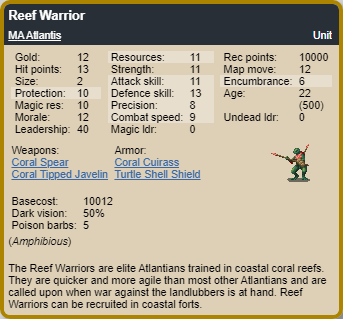 Reef Warrior
MA Atlantis Unit
Gold: 12 Resources: 11 Rec points: 10000
Hit points: 13 Strength: 11 Map move: 12
Size: 2 Attack skill: 11 Encumbrance: 6
Protection: 10 Defence skill: 13 Age: 22
Magic res: 10 Precision: 8 (500)
Morale: 12 Combat speed: 9 Undead ldr: 0
Leadership: 40 Magic ldr: 0
Weapons: Armor:
Coral Spear Coral Cuirass
Coral Tipped Javelin Turtle Shell Shield
Basecost: 10012
Dark vision: 50%
Poison barbs: 5
(Amphibious)
The Reef Warriors are elite Atlantians trained in coastal coral reefs.
They are quicker and more agile than most other Atlantians and are
called upon when war against the landlubbers is at hand. Reef
Warriors can be recruited in coastal forts.